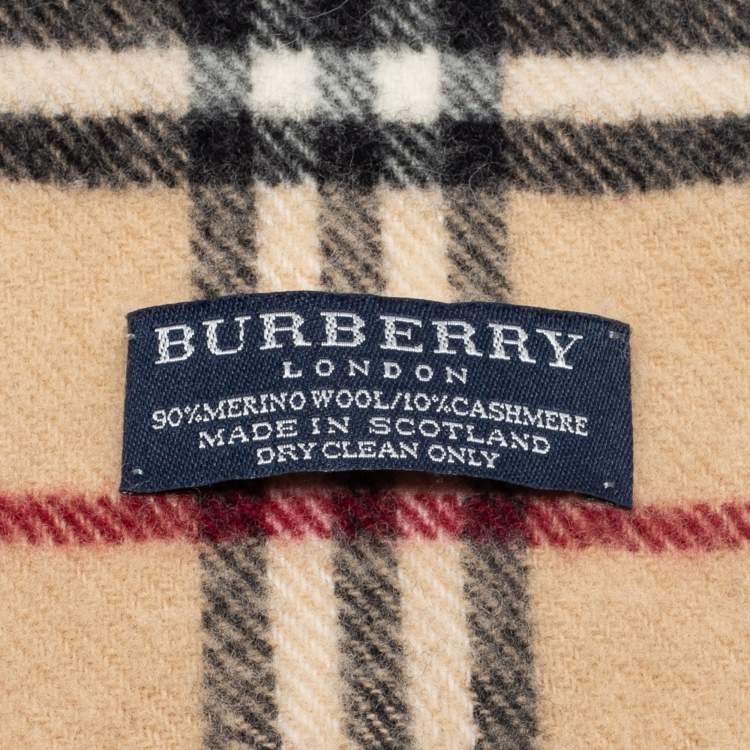 BURBERRY
LONDON
90%MERINO WOOL/10%CASHMERE
MADE IN SCOTLAND
DRY CLEAN ONLY